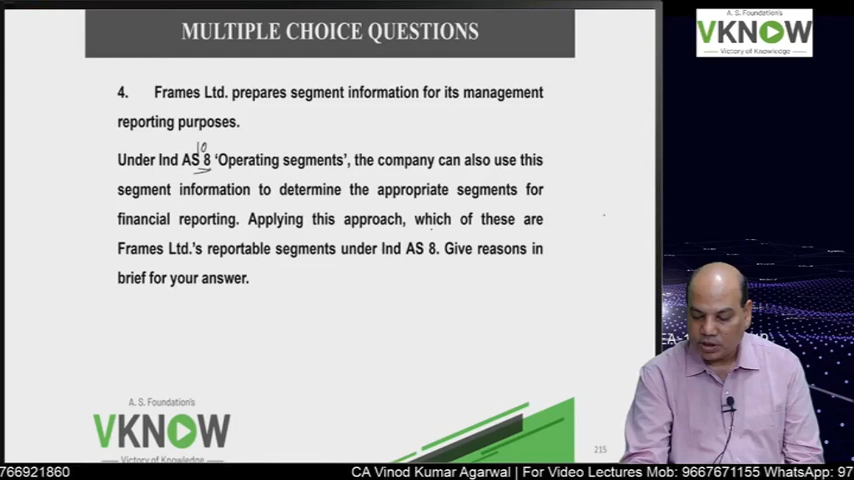 MULTIPLE CHOICE QUESTIONS
A. S. Foundation's
VKNOW
Victory of Knowledge
4. Frames Ltd. prepares segment information for its management
reporting purposes.
10
Under Ind AS 8 ‘Operating segments’, the company can also use this
segment information to determine the appropriate segments for
financial reporting. Applying this approach, which of these are
Frames Ltd.’s reportable segments under Ind AS 8. Give reasons in
brief for your answer.
A. S. Foundation's
VKNOW
Victory of Knowledge
215
766921860 CA Vinod Kumar Agarwal | For Video Lectures Mob: 9667671155 WhatsApp: 97